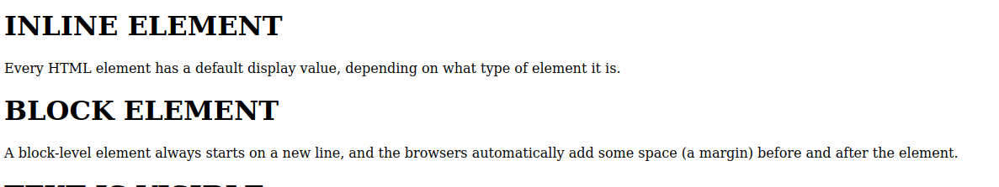 INLINE ELEMENT
Every HTML element has a default display value, depending on what type of element it is.
BLOCK ELEMENT
A block-level element always starts on a new line, and the browsers automatically add some space (a margin) before and after the element.